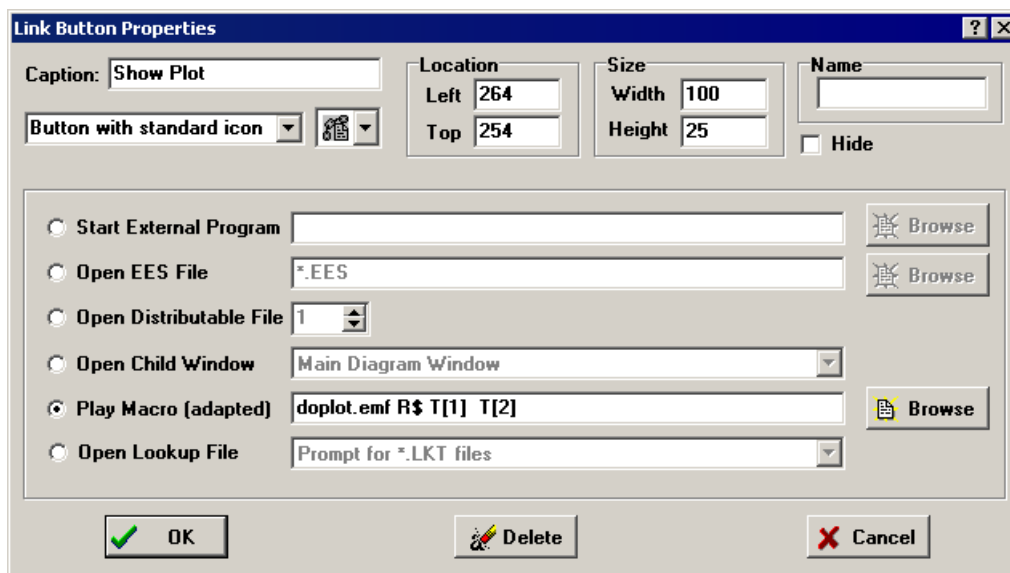 Link Button Properties
Caption: Show Plot
Button with standard icon
Location
Left 264
Top 254
Size
Width 100
Height 25
Name
Hide
Start External Program Browse
Open EES File *.EES Browse
Open Distributable File 1
Open Child Window Main Diagram Window
Play Macro (adapted) doplot.emf R$ T[1]  T[2] Browse
Open Lookup File Prompt for *.LKT files
OK Delete Cancel